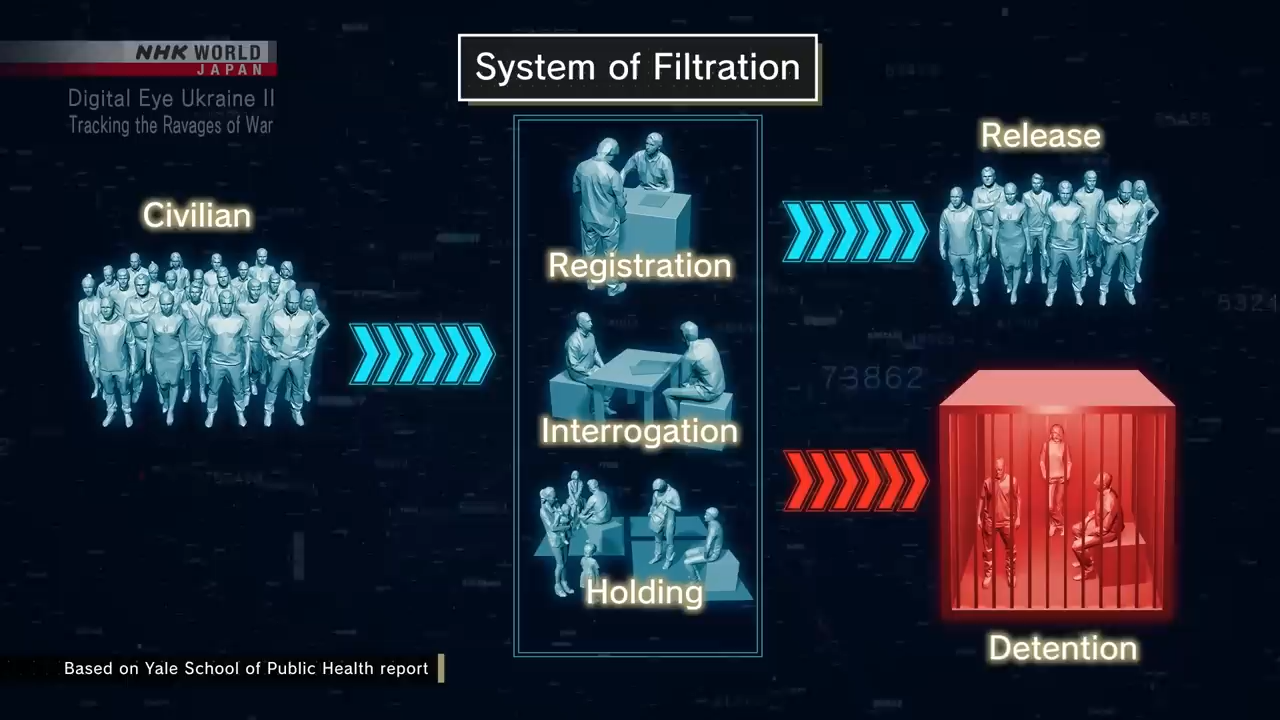 NHK WORLD
JAPAN
Digital Eye Ukraine II
Tracking the Ravages of War
System of Filtration
Civilian
Registration
Interrogation
Holding
Release
Detention
73862
Based on Yale School of Public Health report